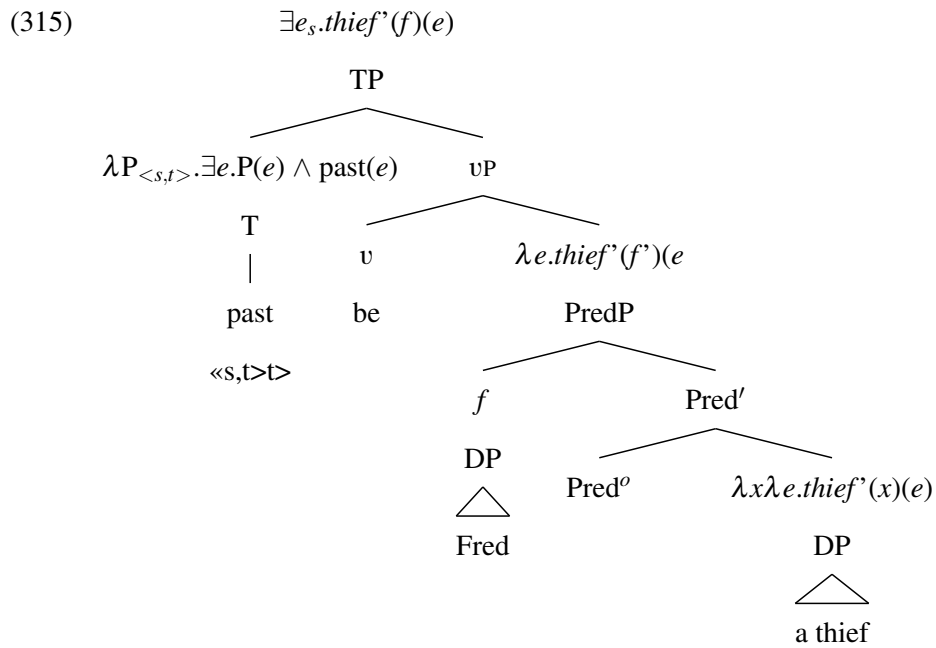 (315) ∃e_s.thief’(f)(e)
TP
λP_<s,t>.∃e.P(e) ∧ past(e) υP
T
υ λe.thief’(f’)(e
past be PredP
«s,t>t>
f Pred′
DP
Pred^o λxλe.thief’(x)(e)
Fred DP
a thief